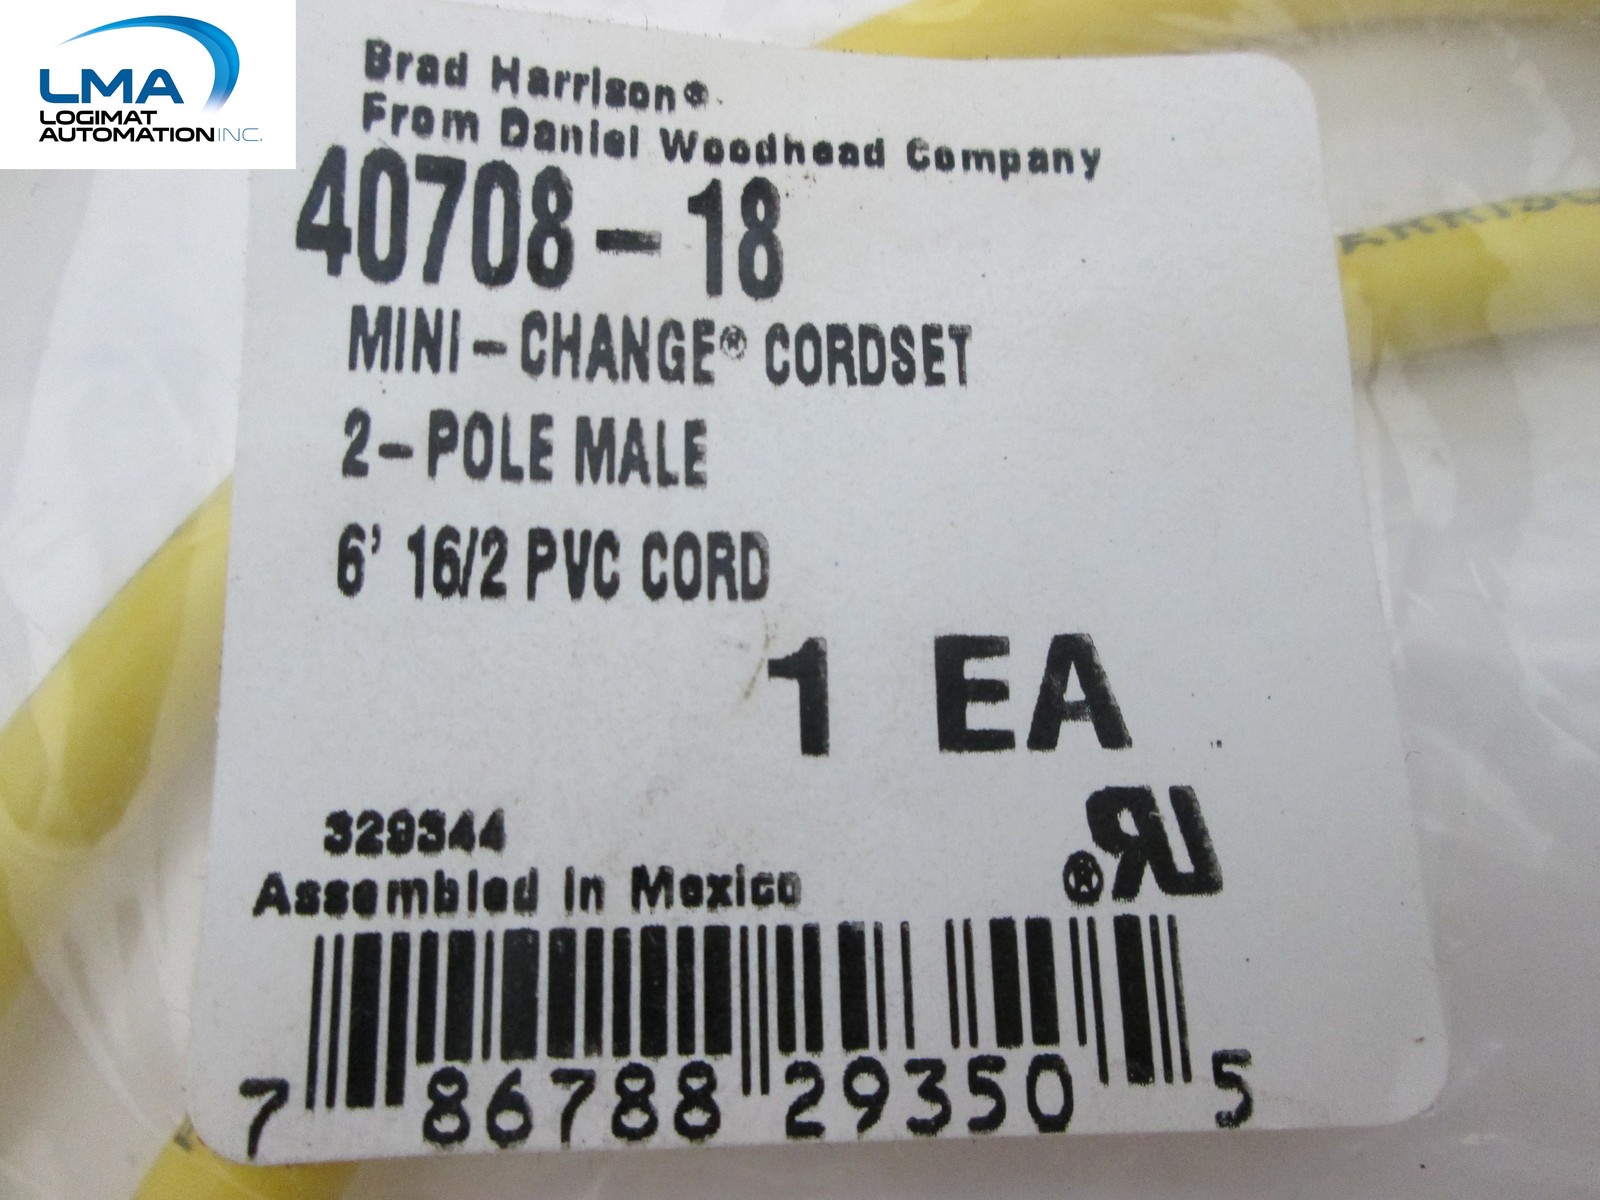 LMA
LOGIMAT
AUTOMATION INC.
Brad Harrison®
From Daniel Woodhead Company
40708-18
MINI-CHANGE® CORDSET
2-POLE MALE
6' 16/2 PVC CORD
1 EA
329344
Assembled in Mexico
7 86788 29350 5